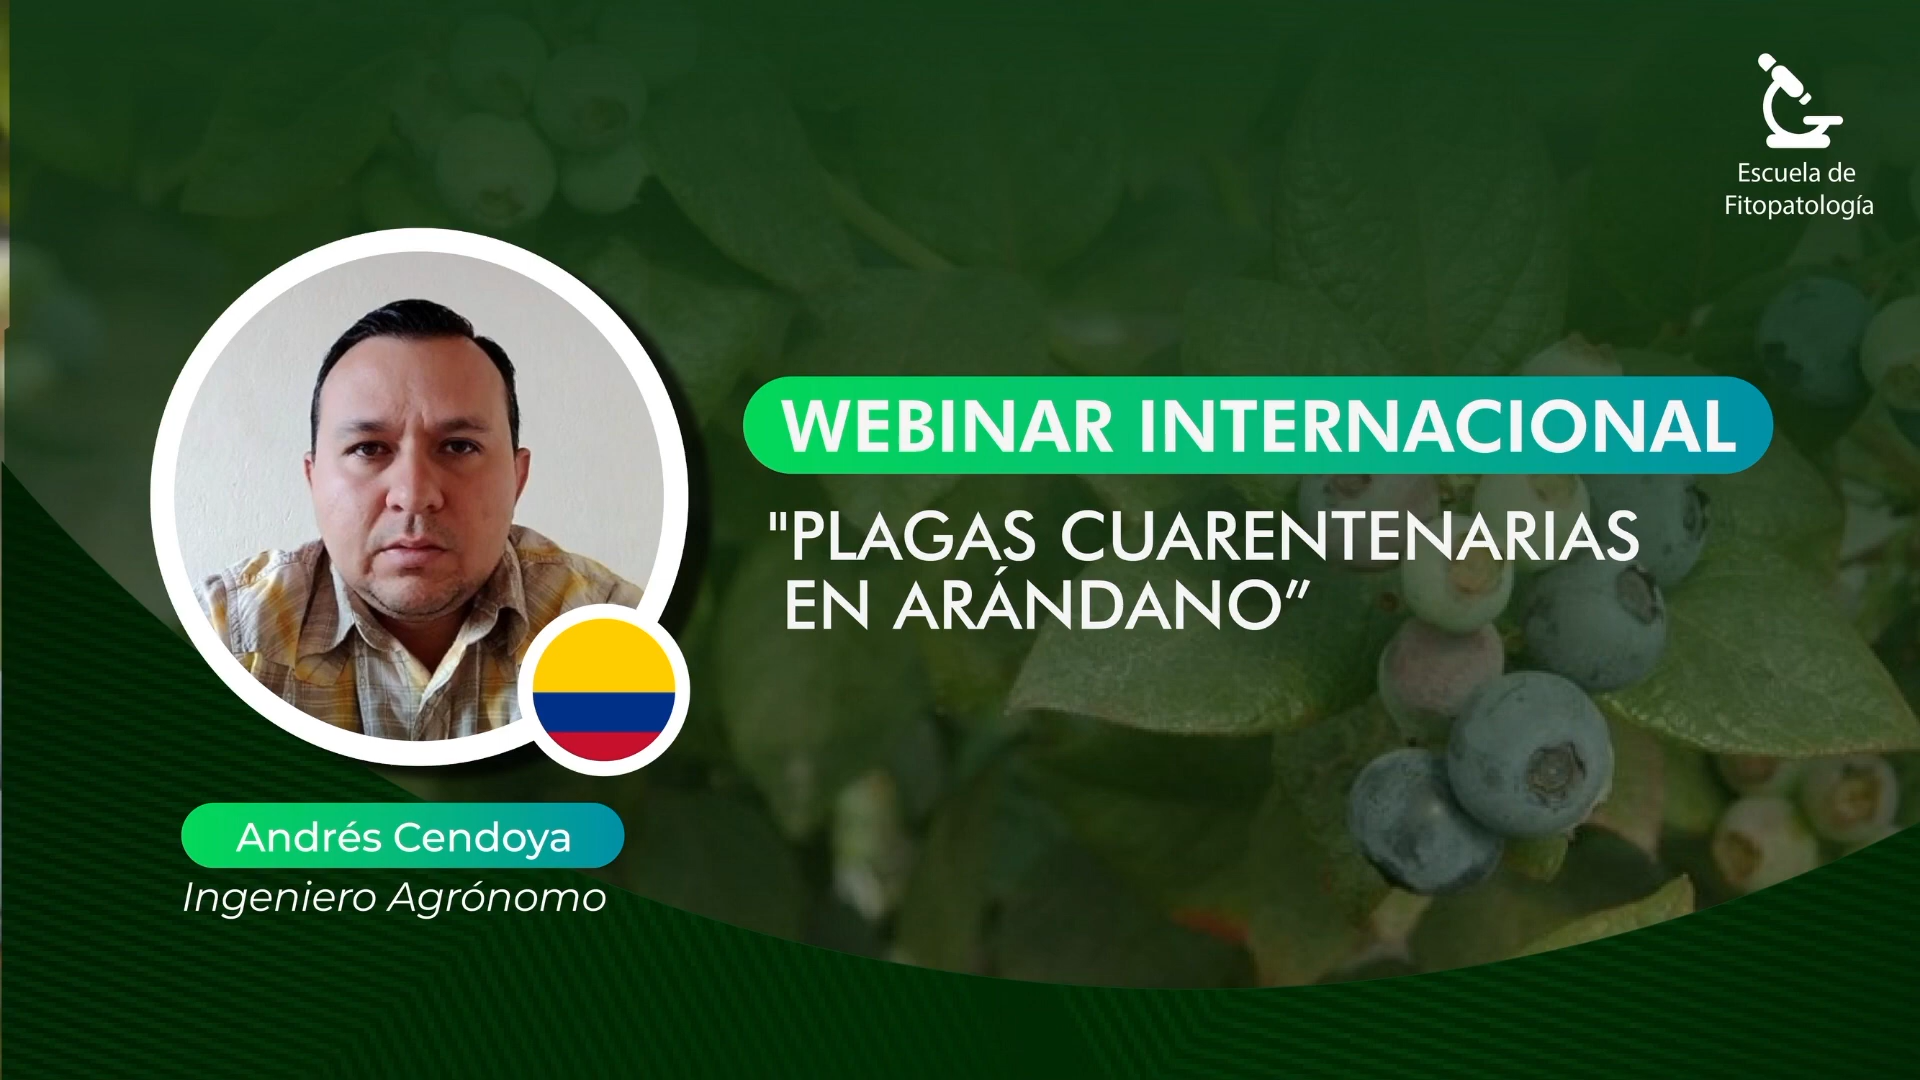 Escuela de
Fitopatología
WEBINAR INTERNACIONAL
"PLAGAS CUARENTENARIAS
EN ARÁNDANO”
Andrés Cendoya
Ingeniero Agrónomo